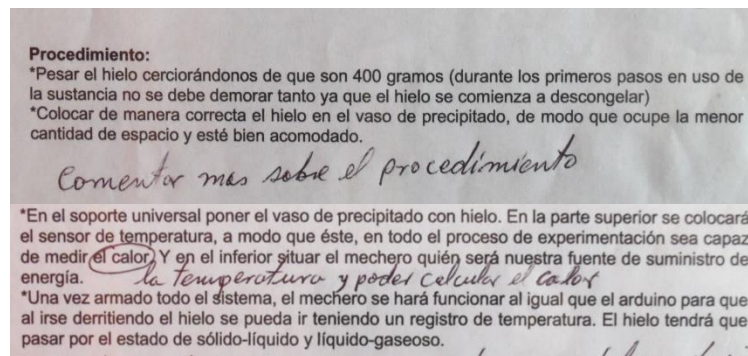 Procedimiento:
*Pesar el hielo cerciorándonos de que son 400 gramos (durante los primeros pasos en uso de
la sustancia no se debe demorar tanto ya que el hielo se comienza a descongelar)
*Colocar de manera correcta el hielo en el vaso de precipitado, de modo que ocupe la menor
cantidad de espacio y esté bien acomodado.
Comentar mas sobre el procedimiento
*En el soporte universal poner el vaso de precipitado con hielo. En la parte superior se colocará
el sensor de temperatura, a modo que éste, en todo el proceso de experimentación sea capaz
de medir el calor. Y en el inferior situar el mechero quién será nuestra fuente de suministro de
energía. la temperatura y poder calcular el calor
*Una vez armado todo el sistema, el mechero se hará funcionar al igual que el arduino para que
al irse derritiendo el hielo se pueda ir teniendo un registro de temperatura. El hielo tendrá que
pasar por el estado de sólido-líquido y líquido-gaseoso.